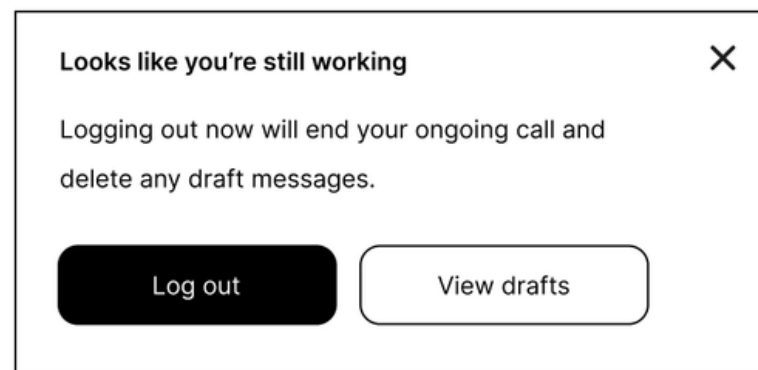 Looks like you’re still working
Logging out now will end your ongoing call and
delete any draft messages.
Log out
View drafts